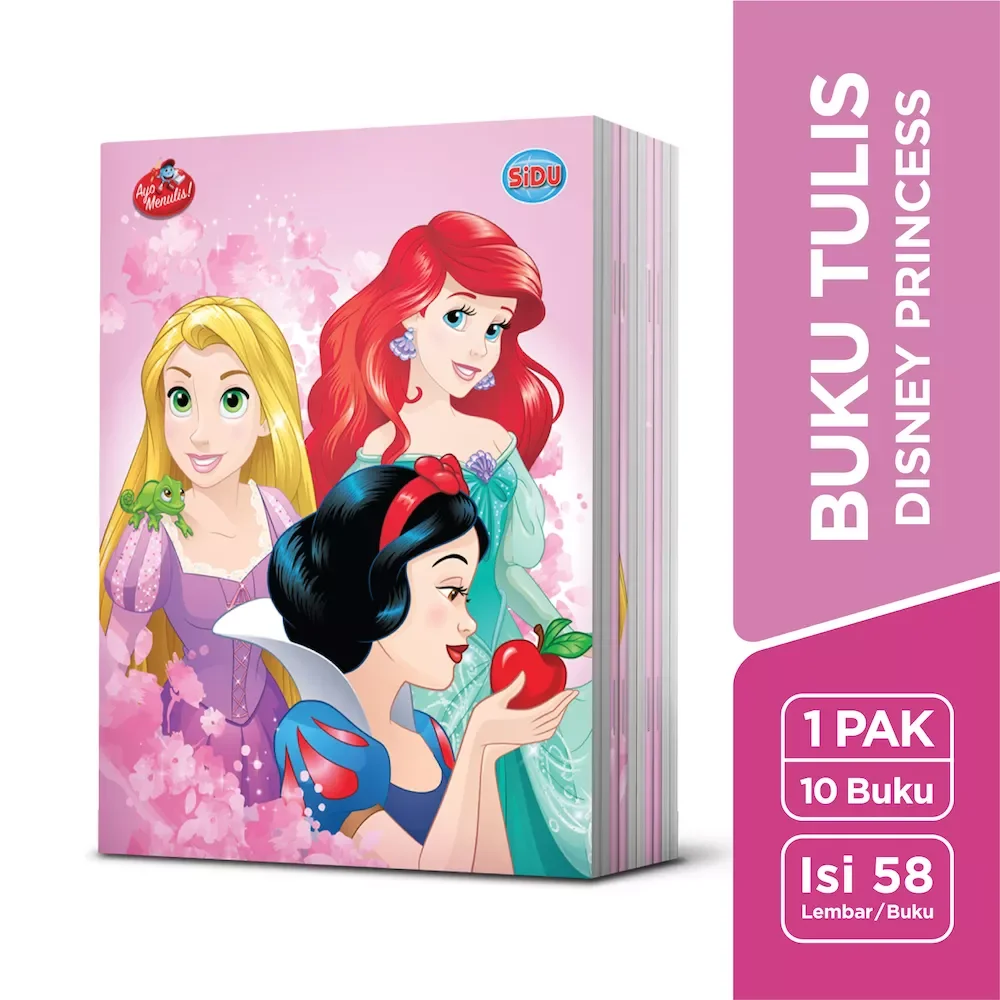 Ayo
Menulis!
SiDU
BUKU TULIS
DISNEY PRINCESS
1 PAK
10 Buku
Isi 58
Lembar/Buku